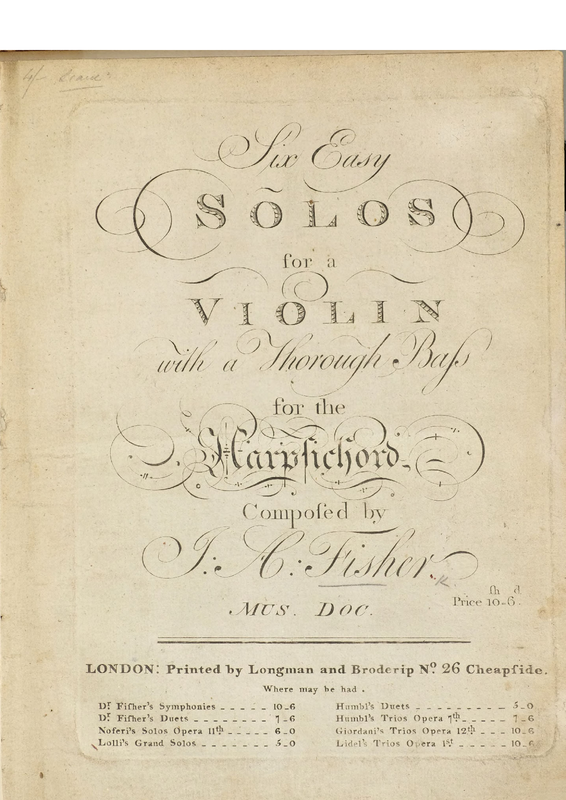 Six Easy
SOLOS
for a
VIOLIN
with a Thorough Baſs
for the
Harpſichord
Compoſed by
J: A: Fisher.
MUS. DOC.
ſh d.
Price 10-6.
LONDON: Printed by Longman and Broderip Nº. 26 Cheapſide.
Where may be had.
Dr. Fiſher's Symphonies - - - - - 10-6
Dr. Fiſher's Duets - - - - - - - - 7-6
Noferi's Solos Opera 11th - - - - 6-0
Lolli's Grand Solos - - - - - - - 5-0
Humbl's Duets - - - - - - - - - 5-0
Humbl's Trios Opera 7th - - - - - 7-6
Giordani's Trios Opera 12th - - - 10-6
Lidel's Trios Opera 1st - - - - - 10-6